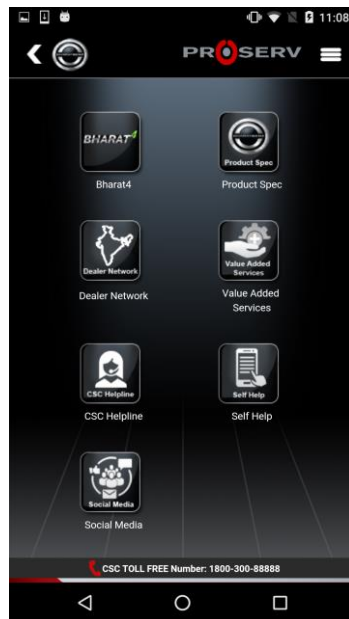 11:08
PROSERV
BHARAT4
Product Spec
Bharat4
Product Spec
Dealer Network
Value Added
Services
Dealer Network
Value Added
Services
CSC Helpline
Self Help
CSC Helpline
Self Help
Social Media
Social Media
CSC TOLL FREE Number: 1800-300-88888